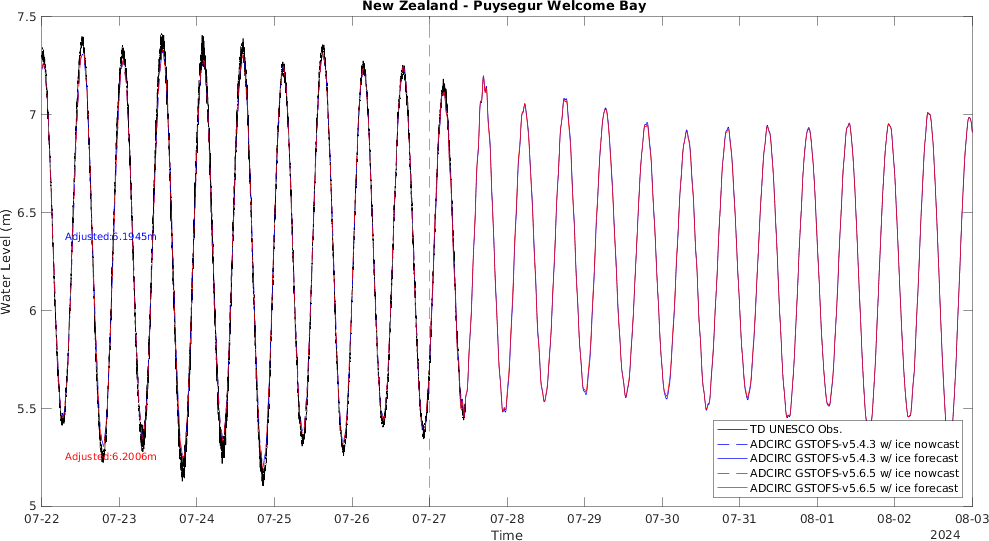 New Zealand - Puysegur Welcome Bay
7.5
7
6.5
6
5.5
5
Water Level (m)
Adjusted:6.1945m
Adjusted:6.2006m
TD UNESCO Obs.
ADCIRC GSTOFS-v5.4.3 w/ ice nowcast
ADCIRC GSTOFS-v5.4.3 w/ ice forecast
ADCIRC GSTOFS-v5.6.5 w/ ice nowcast
ADCIRC GSTOFS-v5.6.5 w/ ice forecast
07-22 07-23 07-24 07-25 07-26 07-27 07-28 07-29 07-30 07-31 08-01 08-02 08-03
Time
2024